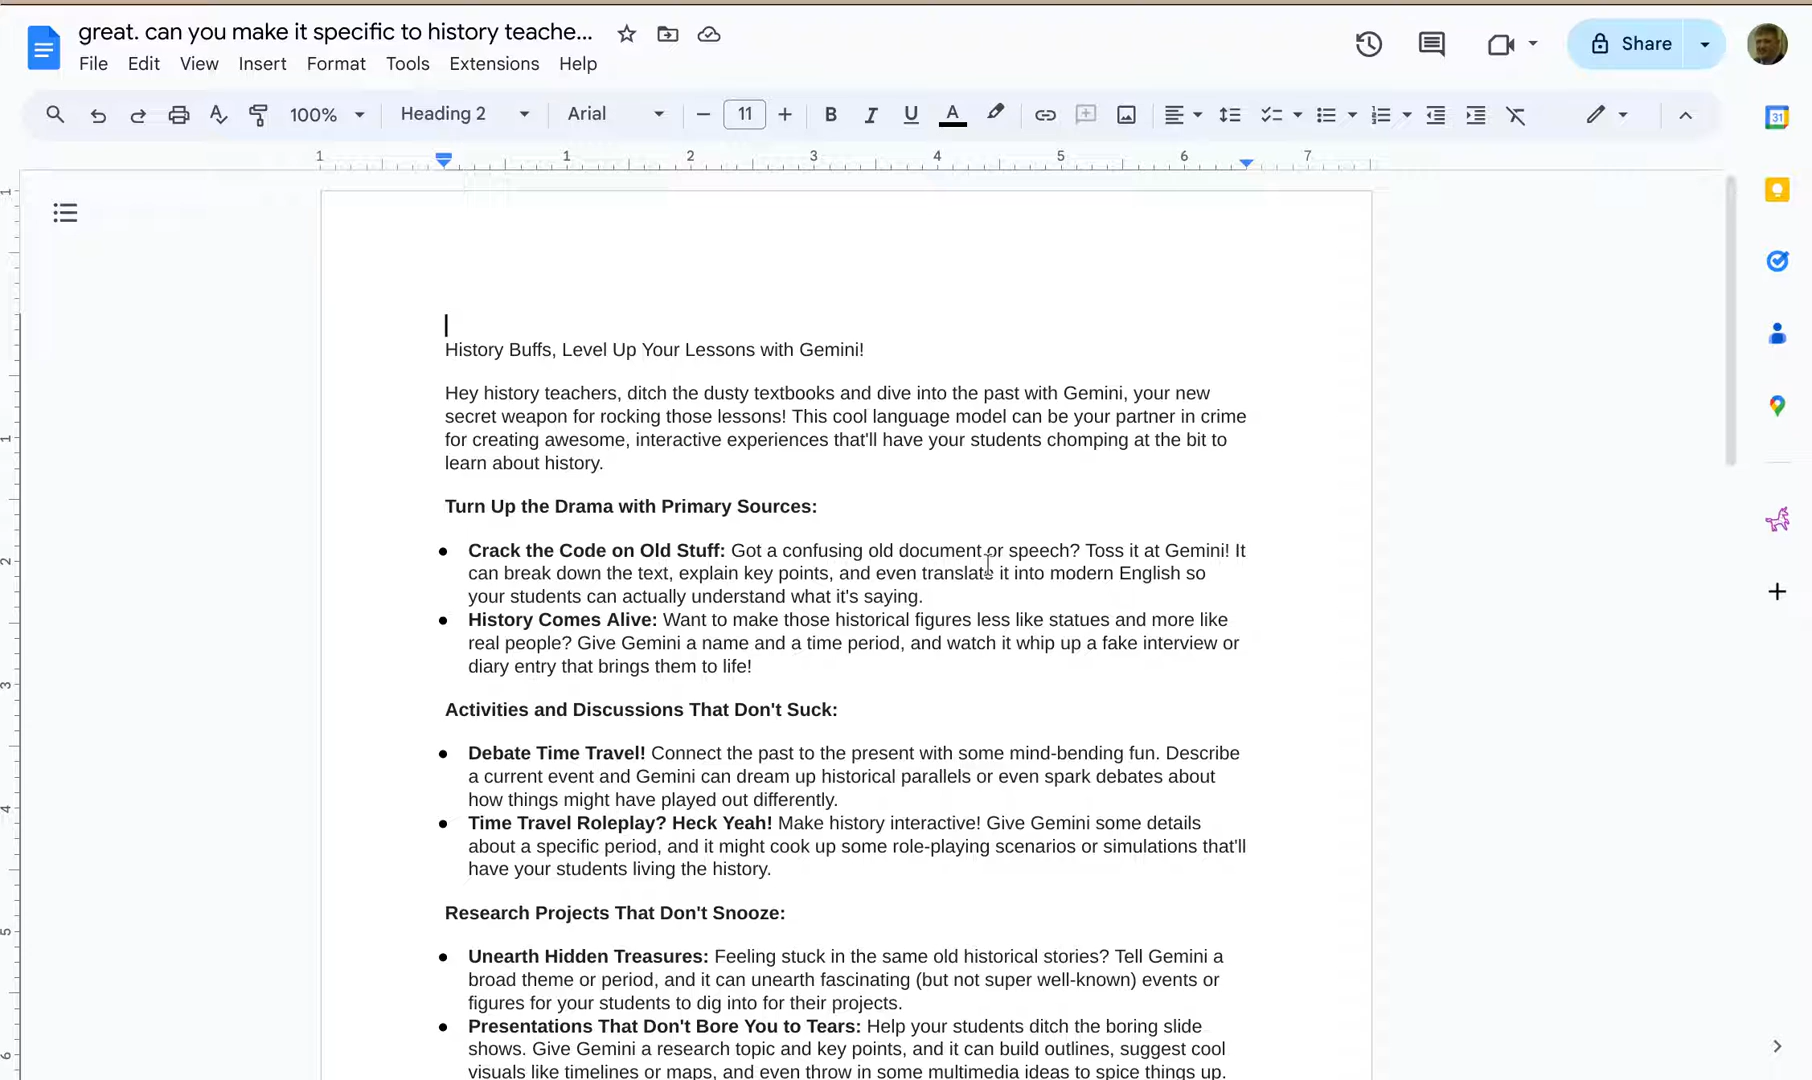 great. can you make it specific to history teache...
File Edit View Insert Format Tools Extensions Help
Share
100% Heading 2 Arial 11 B I U A
31
1 1 2 3 4 5 6 7
1
1
2
3
4
5
6
History Buffs, Level Up Your Lessons with Gemini!
Hey history teachers, ditch the dusty textbooks and dive into the past with Gemini, your new
secret weapon for rocking those lessons! This cool language model can be your partner in crime
for creating awesome, interactive experiences that'll have your students chomping at the bit to
learn about history.
Turn Up the Drama with Primary Sources:
● Crack the Code on Old Stuff: Got a confusing old document or speech? Toss it at Gemini! It
can break down the text, explain key points, and even translate it into modern English so
your students can actually understand what it's saying.
● History Comes Alive: Want to make those historical figures less like statues and more like
real people? Give Gemini a name and a time period, and watch it whip up a fake interview or
diary entry that brings them to life!
Activities and Discussions That Don't Suck:
● Debate Time Travel! Connect the past to the present with some mind-bending fun. Describe
a current event and Gemini can dream up historical parallels or even spark debates about
how things might have played out differently.
● Time Travel Roleplay? Heck Yeah! Make history interactive! Give Gemini some details
about a specific period, and it might cook up some role-playing scenarios or simulations that'll
have your students living the history.
Research Projects That Don't Snooze:
● Unearth Hidden Treasures: Feeling stuck in the same old historical stories? Tell Gemini a
broad theme or period, and it can unearth fascinating (but not super well-known) events or
figures for your students to dig into for their projects.
● Presentations That Don't Bore You to Tears: Help your students ditch the boring slide
shows. Give Gemini a research topic and key points, and it can build outlines, suggest cool
visuals like timelines or maps, and even throw in some multimedia ideas to spice things up.